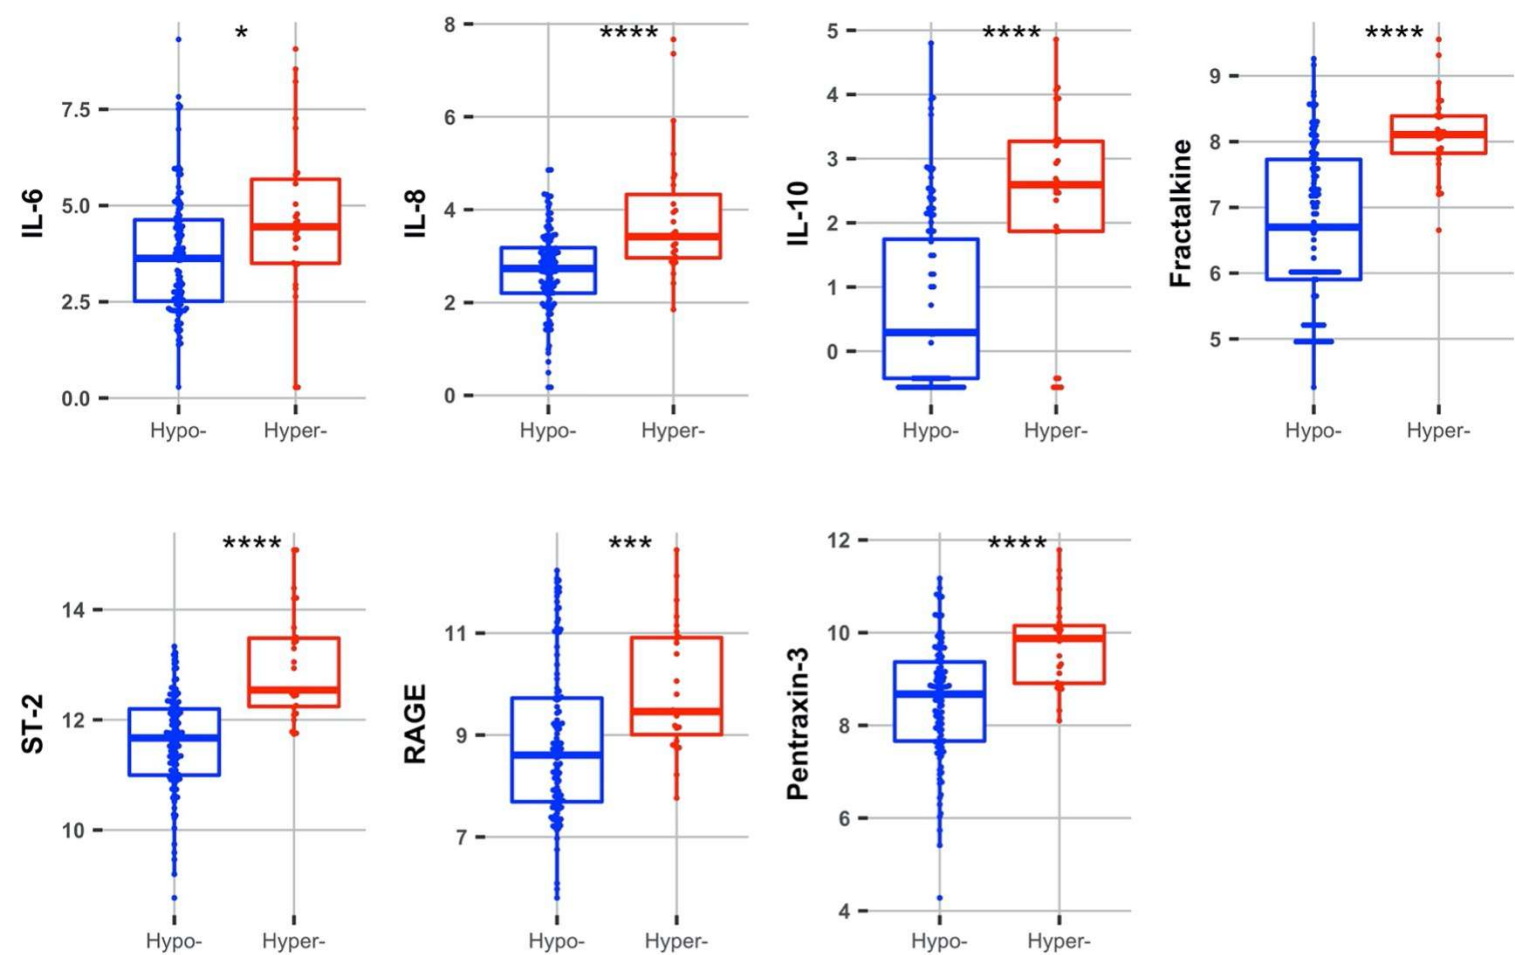 IL-6
*
7.5
5.0
2.5
0.0
Hypo-
Hyper-
IL-8
****
8
6
4
2
0
Hypo-
Hyper-
IL-10
****
5
4
3
2
1
0
Hypo-
Hyper-
Fractalkine
****
9
8
7
6
5
Hypo-
Hyper-
ST-2
****
14
12
10
Hypo-
Hyper-
RAGE
***
11
9
7
Hypo-
Hyper-
Pentraxin-3
****
12
10
8
6
4
Hypo-
Hyper-